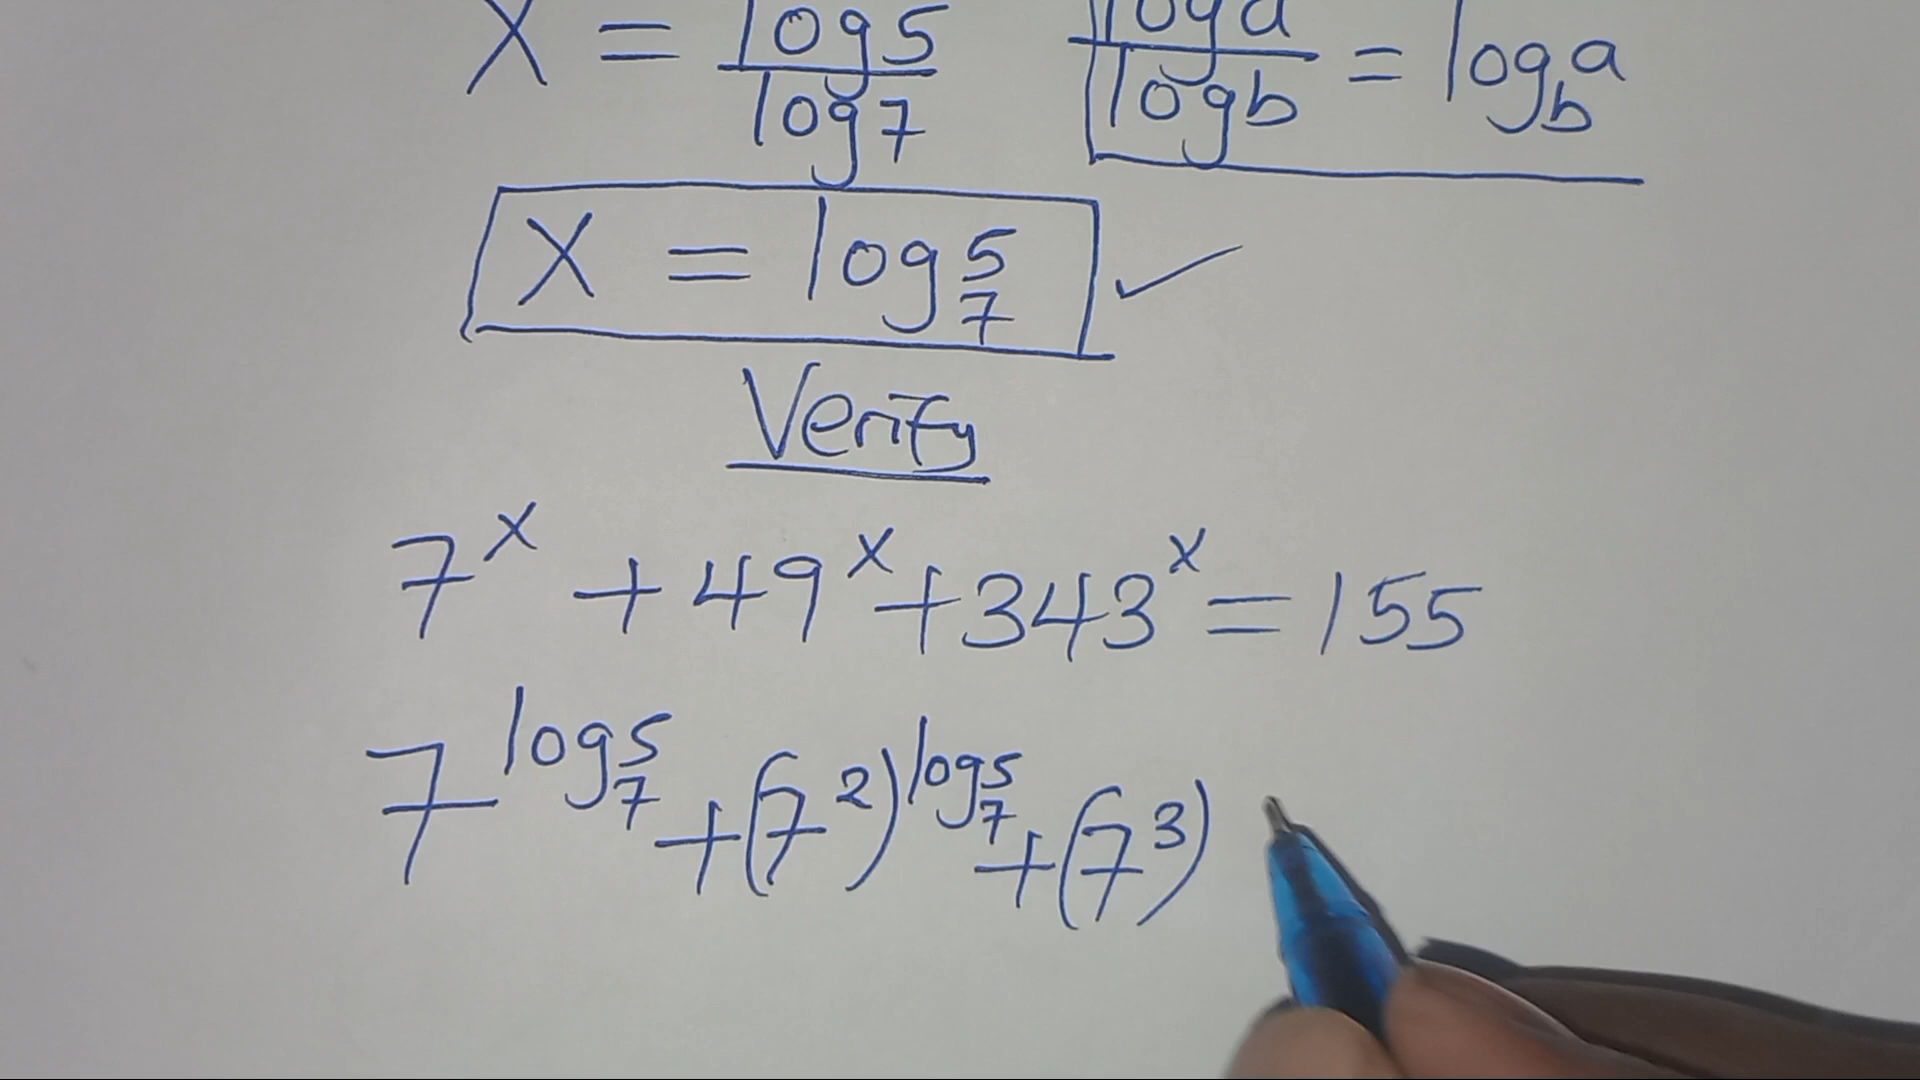 X = log5/log7   loga/logb = log_b a
X = log_7 5 ✓
Verify
7^x + 49^x + 343^x = 155
7^(log_7 5) + (7^2)^(log_7 5) + (7^3)